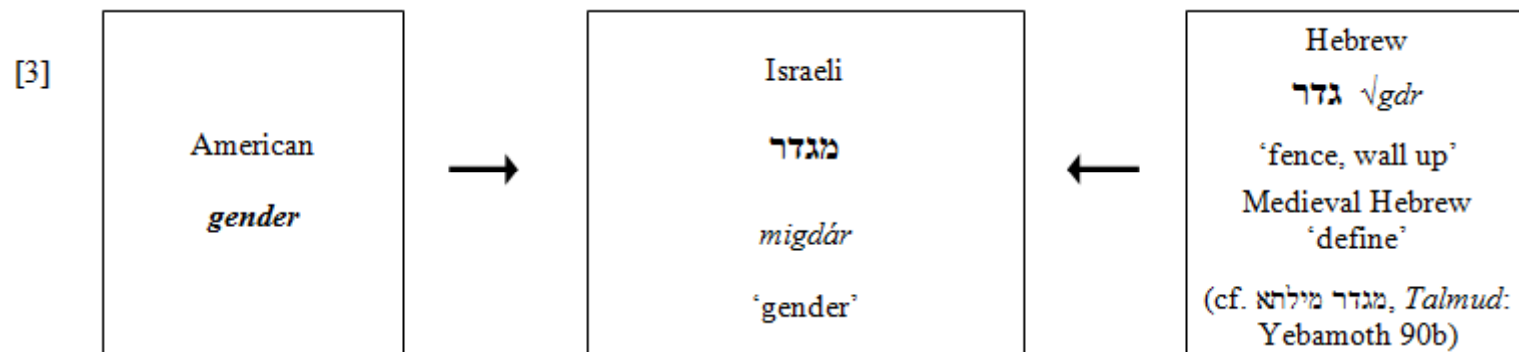 [3]
American
gender
Israeli
מגדר
migdár
‘gender’
Hebrew
גדר √gdr
‘fence, wall up’
Medieval Hebrew
‘define’
(cf. מגדר מילתא, Talmud:
Yebamoth 90b)